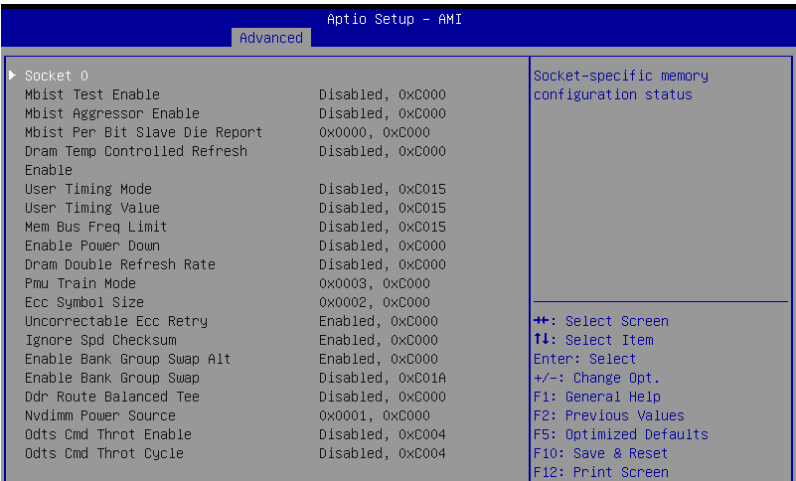 Aptio Setup – AMI
Advanced
Socket 0
Mbist Test Enable Disabled, 0xC000
Mbist Aggressor Enable Disabled, 0xC000
Mbist Per Bit Slave Die Report 0x0000, 0xC000
Dram Temp Controlled Refresh Disabled, 0xC000
Enable
User Timing Mode Disabled, 0xC015
User Timing Value Disabled, 0xC015
Mem Bus Freq Limit Disabled, 0xC015
Enable Power Down Disabled, 0xC000
Dram Double Refresh Rate Disabled, 0xC000
Pmu Train Mode 0x0003, 0xC000
Ecc Symbol Size 0x0002, 0xC000
Uncorrectable Ecc Retry Enabled, 0xC000
Ignore Spd Checksum Enabled, 0xC000
Enable Bank Group Swap Alt Enabled, 0xC000
Enable Bank Group Swap Disabled, 0xC01A
Ddr Route Balanced Tee Disabled, 0xC000
Nvdimm Power Source 0x0001, 0xC000
Odts Cmd Throt Enable Disabled, 0xC004
Odts Cmd Throt Cycle Disabled, 0xC004
Socket-specific memory
configuration status
→←: Select Screen
↑↓: Select Item
Enter: Select
+/-: Change Opt.
F1: General Help
F2: Previous Values
F5: Optimized Defaults
F10: Save & Reset
F12: Print Screen